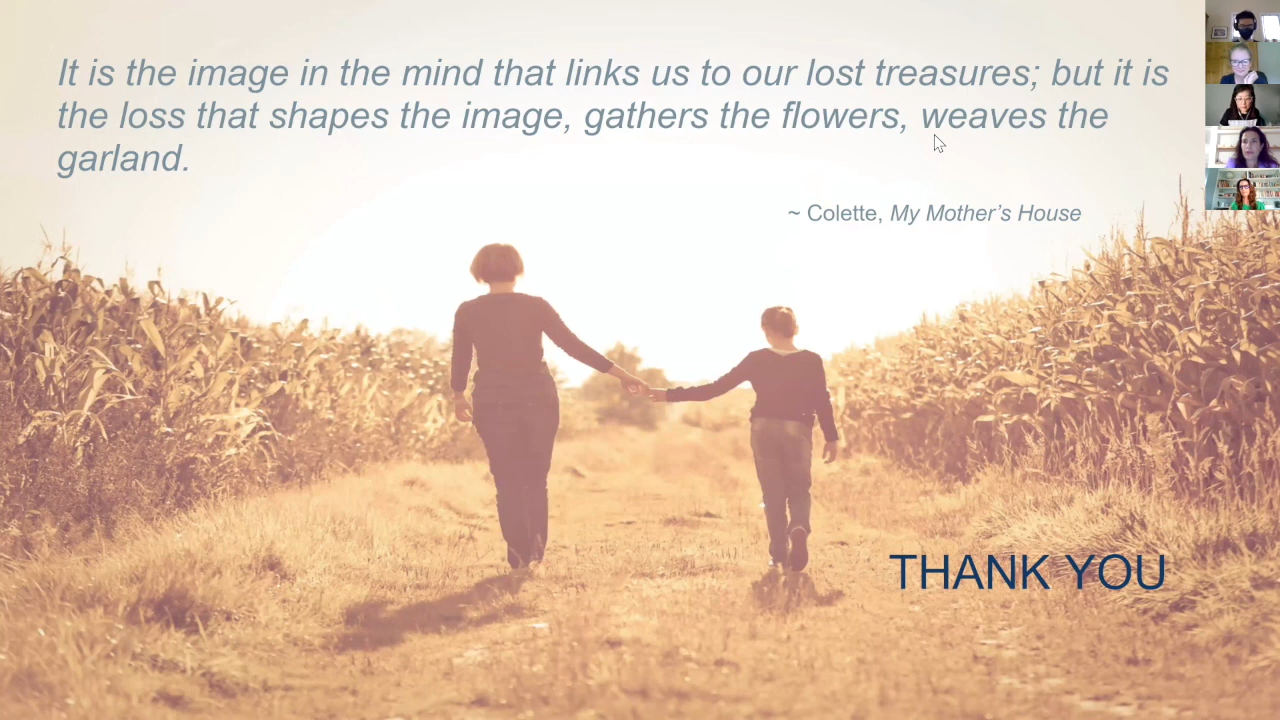 It is the image in the mind that links us to our lost treasures; but it is
the loss that shapes the image, gathers the flowers, weaves the
garland.
~ Colette, My Mother’s House
THANK YOU